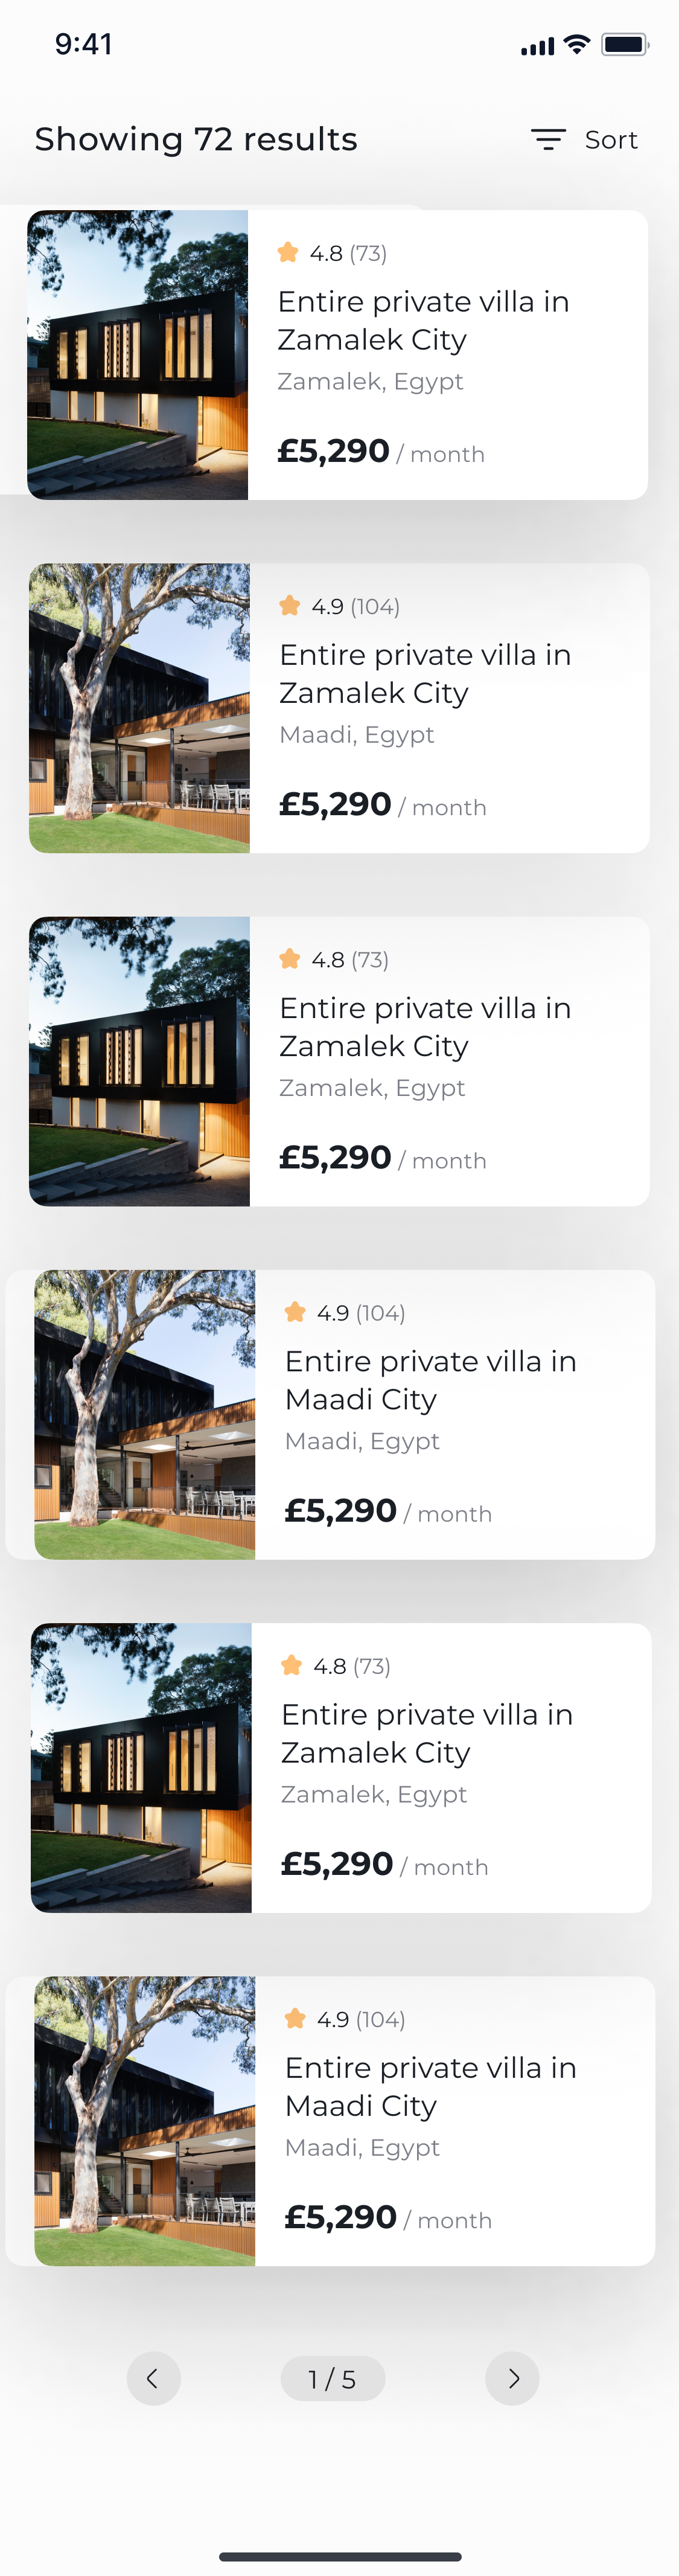 9:41
Showing 72 results
Sort
4.8 (73)
Entire private villa in
Zamalek City
Zamalek, Egypt
£5,290 / month
4.9 (104)
Entire private villa in
Zamalek City
Maadi, Egypt
£5,290 / month
4.8 (73)
Entire private villa in
Zamalek City
Zamalek, Egypt
£5,290 / month
4.9 (104)
Entire private villa in
Maadi City
Maadi, Egypt
£5,290 / month
4.8 (73)
Entire private villa in
Zamalek City
Zamalek, Egypt
£5,290 / month
4.9 (104)
Entire private villa in
Maadi City
Maadi, Egypt
£5,290 / month
1 / 5